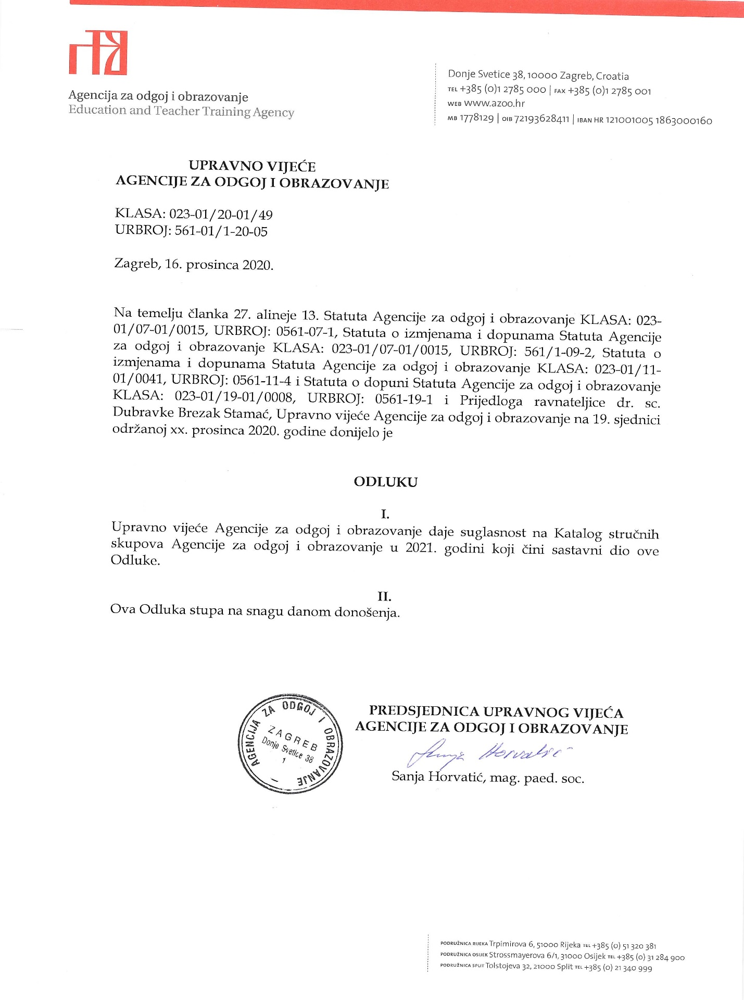 Agencija za odgoj i obrazovanje
Education and Teacher Training Agency
Donje Svetice 38, 10000 Zagreb, Croatia
TEL +385 (0)1 2785 000 | FAX +385 (0)1 2785 001
WEB www.azoo.hr
MB 1778129 | OIB 72193628411 | IBAN HR 121001005 1863000160
UPRAVNO VIJEĆE
AGENCIJE ZA ODGOJ I OBRAZOVANJE
KLASA: 023-01/20-01/49
URBROJ: 561-01/1-20-05
Zagreb, 16. prosinca 2020.
Na temelju članka 27. alineje 13. Statuta Agencije za odgoj i obrazovanje KLASA: 023-
01/07-01/0015, URBROJ: 0561-07-1, Statuta o izmjenama i dopunama Statuta Agencije
za odgoj i obrazovanje KLASA: 023-01/07-01/0015, URBROJ: 561/1-09-2, Statuta o
izmjenama i dopunama Statuta Agencije za odgoj i obrazovanje KLASA: 023-01/11-
01/0041, URBROJ: 0561-11-4 i Statuta o dopuni Statuta Agencije za odgoj i obrazovanje
KLASA: 023-01/19-01/0008, URBROJ: 0561-19-1 i Prijedloga ravnateljice dr. sc.
Dubravke Brezak Stamać, Upravno vijeće Agencije za odgoj i obrazovanje na 19. sjednici
održanoj xx. prosinca 2020. godine donijelo je
ODLUKU
I.
Upravno vijeće Agencije za odgoj i obrazovanje daje suglasnost na Katalog stručnih
skupova Agencije za odgoj i obrazovanje u 2021. godini koji čini sastavni dio ove
Odluke.
II.
Ova Odluka stupa na snagu danom donošenja.
AGENCIJA ZA ODGOJ I OBRAZOVANJE
ZAGREB
Donje Svetice 38
1
PREDSJEDNICA UPRAVNOG VIJEĆA
AGENCIJE ZA ODGOJ I OBRAZOVANJE
Sanja Horvatić
Sanja Horvatić, mag. paed. soc.
PODRUŽNICA RIJEKA Trpimirova 6, 51000 Rijeka TEL +385 (0) 51 320 381
PODRUŽNICA OSIJEK Strossmayerova 6/1, 31000 Osijek TEL +385 (0) 31 284 900
PODRUŽNICA SPLIT Tolstojeva 32, 21000 Split TEL +385 (0) 21 340 999